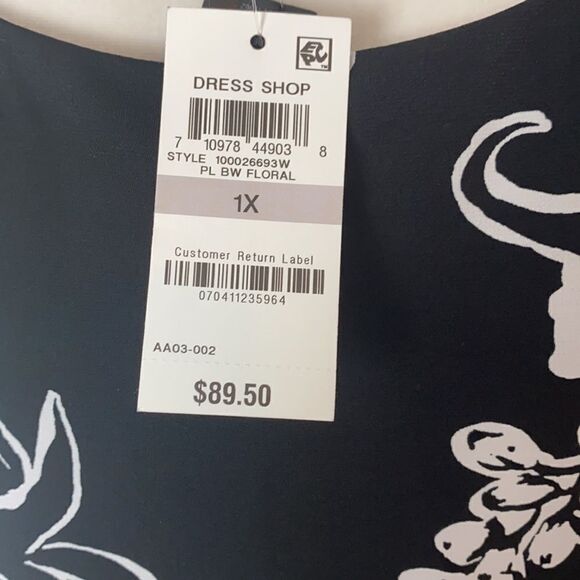 EPC™
DRESS SHOP
7 10978 44903 8
STYLE 100026693W
PL BW FLORAL
1X
Customer Return Label
070411235964
AA03-002
$89.50